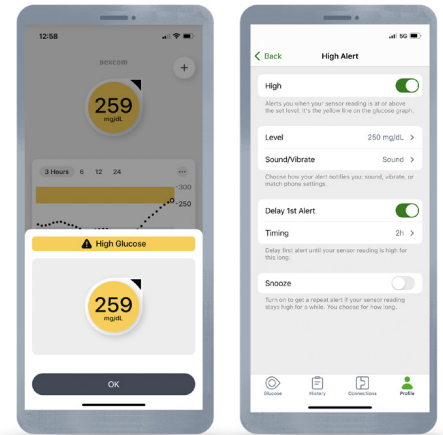 12:58
Dexcom
+
259
mg/dL
3 Hours 6 12 24
-300
-250
High Glucose
259
mg/dL
OK
5G
Back
High Alert
High
Alerts you when your sensor reading is at or above
the set level. It's the yellow line on the glucose graph.
Level 250 mg/dL >
Sound/Vibrate Sound >
Choose how your alert notifies you: sound, vibrate, or
match phone settings.
Delay 1st Alert
Timing 2h >
Delay first alert until your sensor reading is high for
this long.
Snooze
Turn on to get a repeat alert if your sensor reading
stays high for a while. You choose for how long.
Glucose History Connections Profile